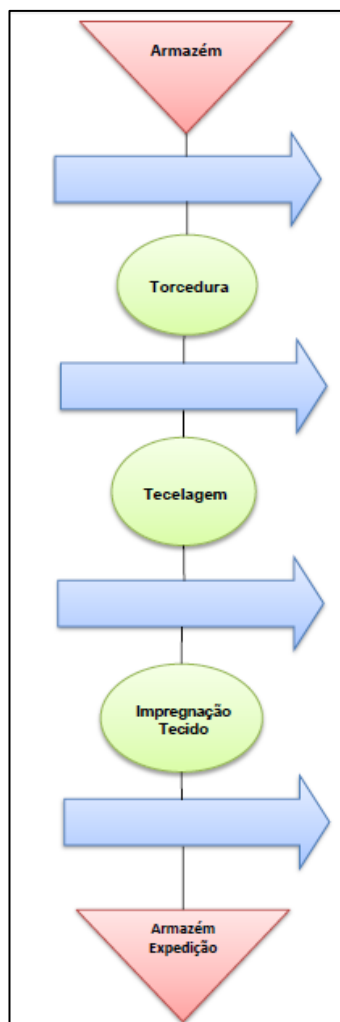 Armazém
Torcedura
Tecelagem
Impregnação
Tecido
Armazém
Expedição